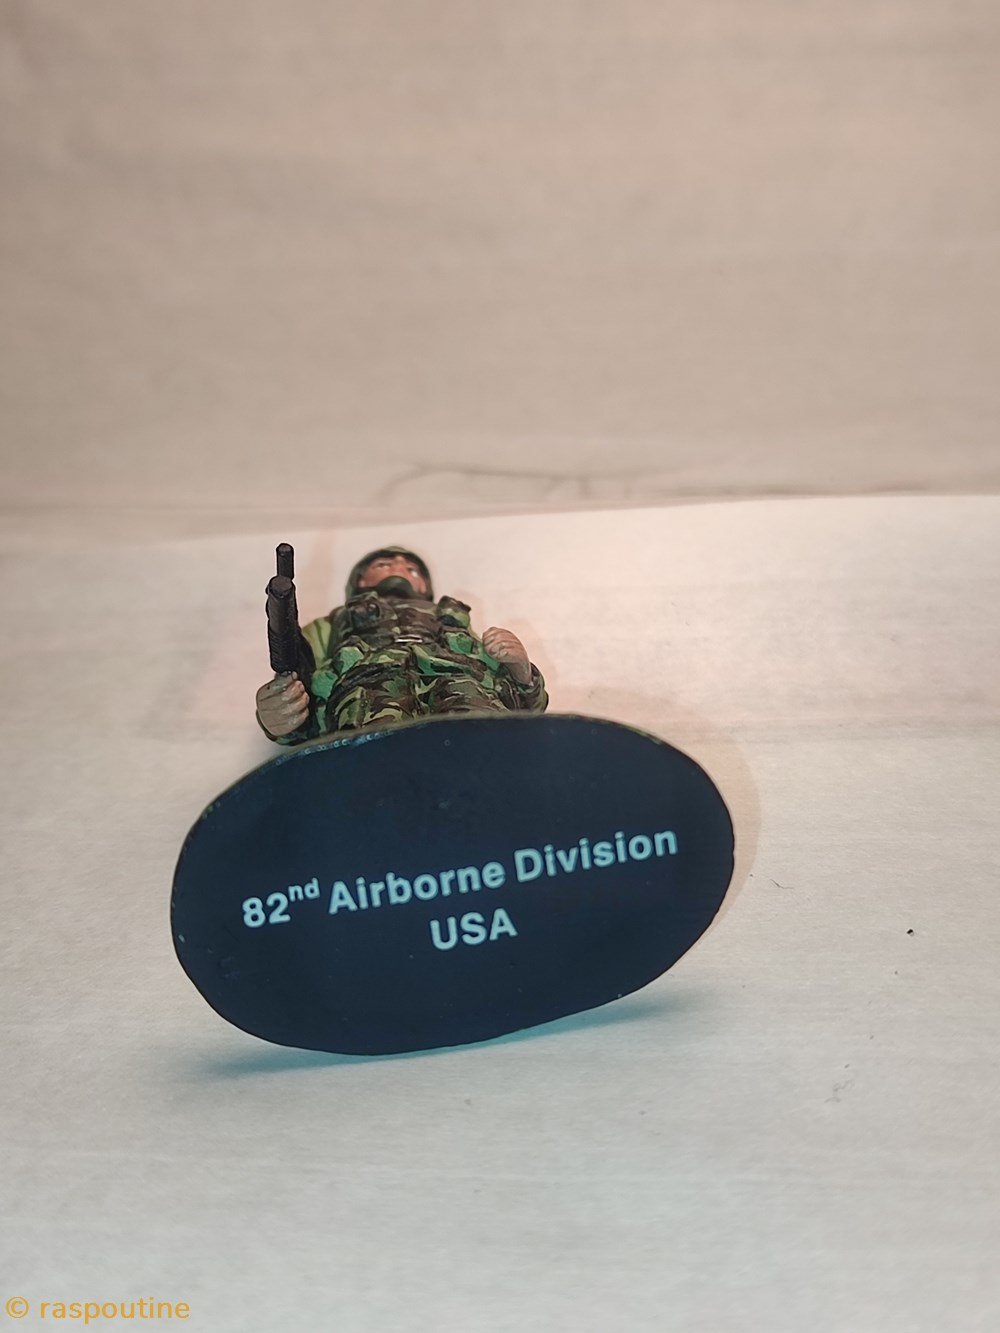 82nd Airborne Division
USA
© raspoutine